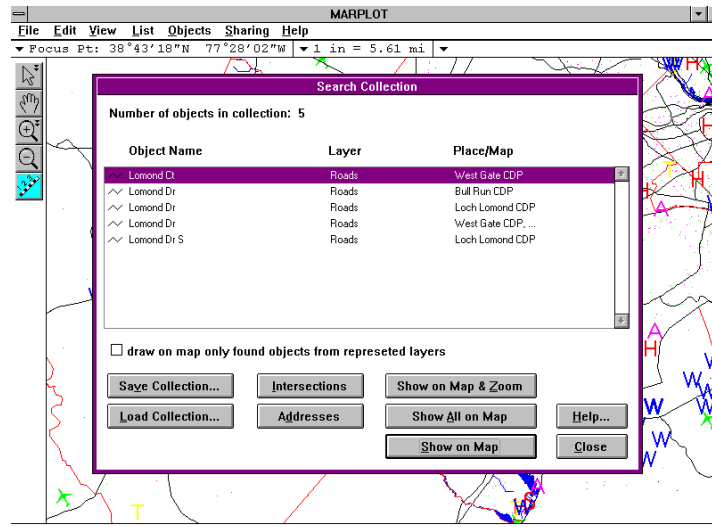 MARPLOT
File Edit View List Objects Sharing Help
Focus Pt: 38°43'18"N 77°28'02"W 1 in = 5.61 mi
Search Collection
Number of objects in collection: 5
Object Name Layer Place/Map
Lomond Ct Roads West Gate CDP
Lomond Dr Roads Bull Run CDP
Lomond Dr Roads Loch Lomond CDP
Lomond Dr Roads West Gate CDP, ...
Lomond Dr S Roads Loch Lomond CDP
draw on map only found objects from represeted layers
Save Collection... Intersections Show on Map & Zoom
Load Collection... Addresses Show All on Map Help...
Show on Map Close
1 2 3
H
A
H
T
H
H
A
A
H
W
W
W
W
W
W
W
W
A
T
T
W
S